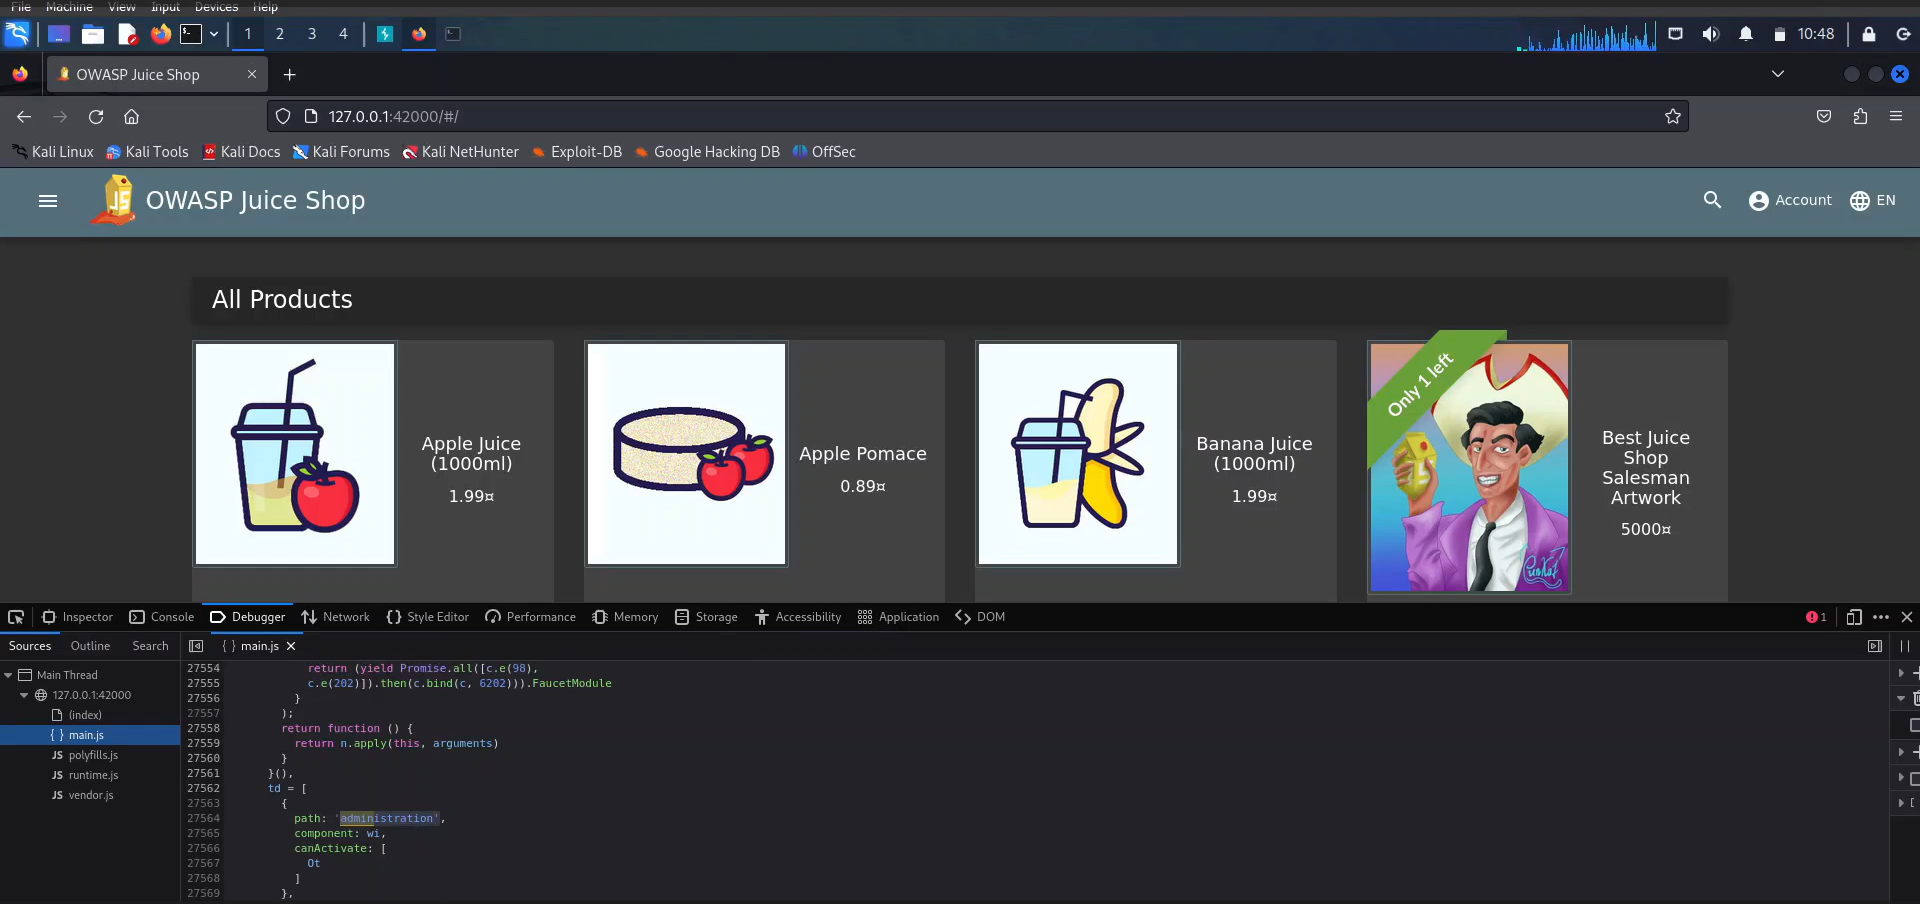 File Machine View Input Devices Help
1 2 3 4 10:48
OWASP Juice Shop
127.0.0.1:42000/#/
Kali Linux Kali Tools Kali Docs Kali Forums Kali NetHunter Exploit-DB Google Hacking DB OffSec
JS OWASP Juice Shop Account EN
All Products
Only 1 left
Apple Juice
(1000ml)
1.99¤
Apple Pomace
0.89¤
Banana Juice
(1000ml)
1.99¤
Best Juice
Shop
Salesman
Artwork
5000¤
Inspector Console Debugger Network Style Editor Performance Memory Storage Accessibility Application DOM 1
Sources Outline Search { } main.js
Main Thread
127.0.0.1:42000
(index)
{ } main.js
JS polyfills.js
JS runtime.js
JS vendor.js
27554 return (yield Promise.all([c.e(98),
27555 c.e(202)]).then(c.bind(c, 6202))).FaucetModule
27556 }
27557 );
27558 return function () {
27559 return n.apply(this, arguments)
27560 }
27561 }(),
27562 td = [
27563 {
27564 path: 'administration',
27565 component: wi,
27566 canActivate: [
27567 Ot
27568 ]
27569 },